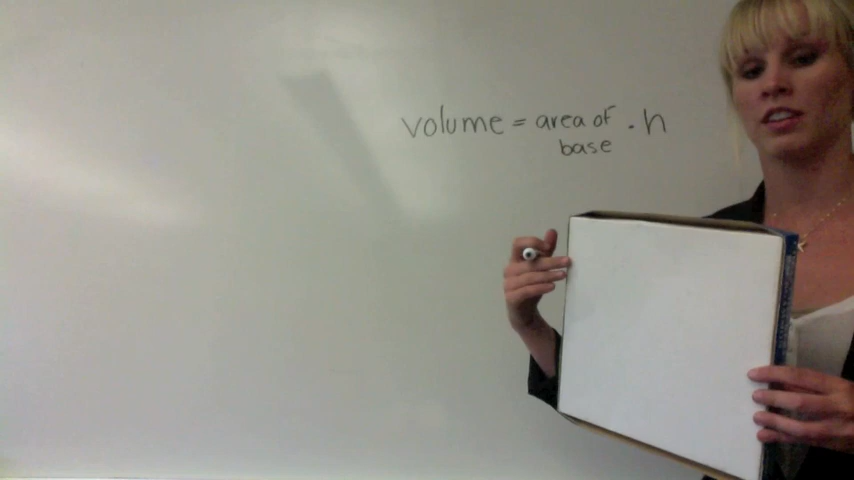 volume = area of · h
base